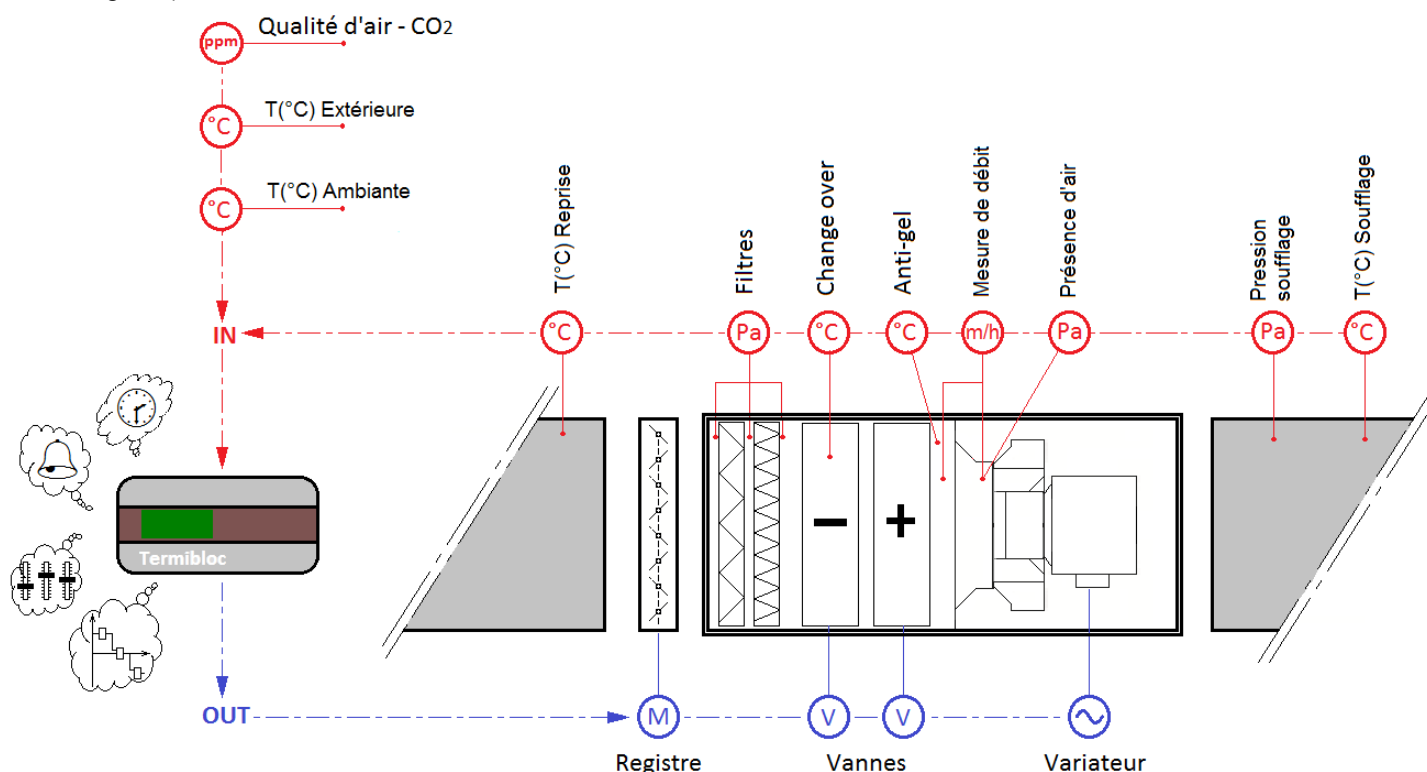 Qualité d'air - CO2
ppm
T(°C) Extérieure
°C
T(°C) Ambiante
°C
T(°C) Reprise
Filtres
Change over
Anti-gel
Mesure de débit
Présence d'air
Pression
soufflage
T(°C) Soufflage
IN
°C
Pa
°C
°C
m/h
Pa
Pa
°C
Termibloc
OUT
M
V
V
Registre
Vannes
Variateur